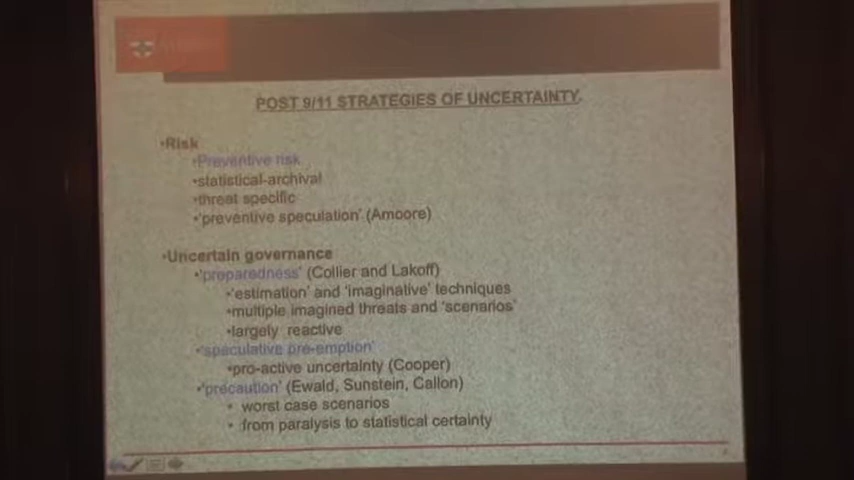 POST 9/11 STRATEGIES OF UNCERTAINTY
•Risk
•Preventive risk
•statistical-archival
•threat specific
•'preventive speculation' (Amoore)
•Uncertain governance
•'preparedness' (Collier and Lakoff)
•'estimation' and 'imaginative' techniques
•multiple imagined threats and 'scenarios'
•largely reactive
•'speculative pre-emption'
•pro-active uncertainty (Cooper)
•'precaution' (Ewald, Sunstein, Callon)
• worst case scenarios
• from paralysis to statistical certainty